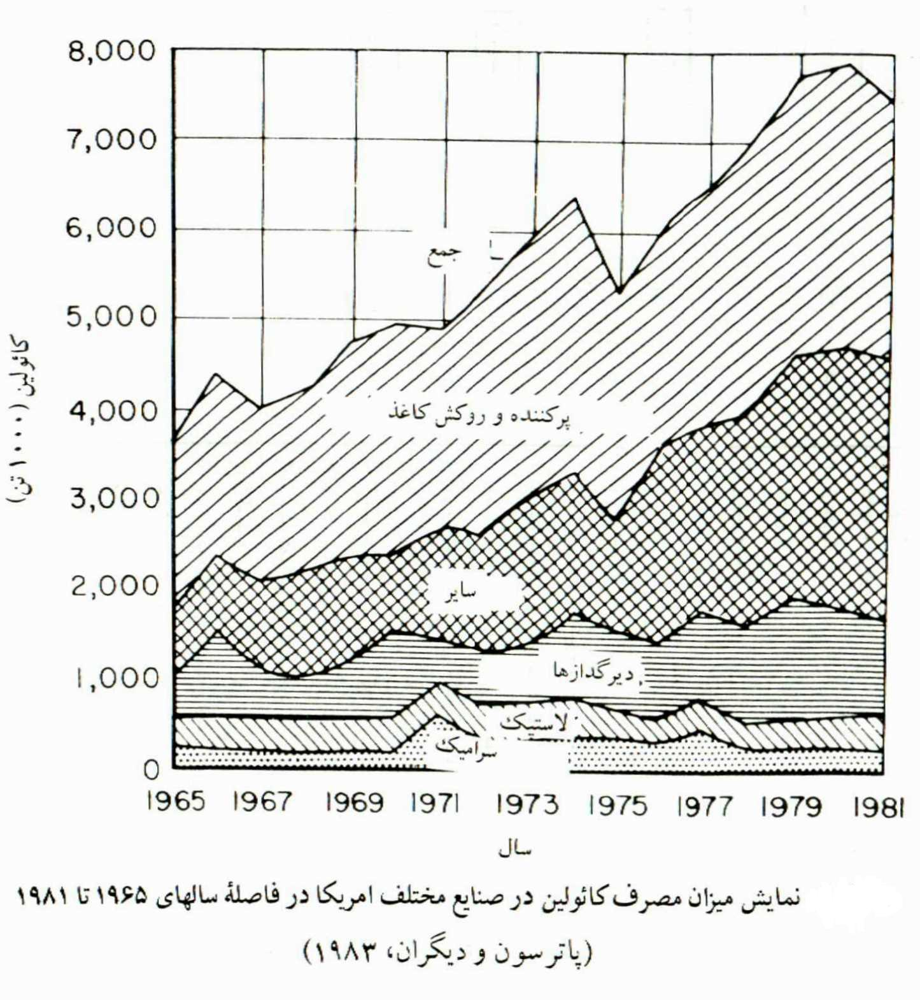 8,000
7,000
6,000
5,000
4,000
3,000
2,000
1,000
0
کائولین (۱۰۰۰ تن)
جمع
پرکننده و روکش کاغذ
سایر
دیرگدازها
لاستیک
سرامیک
1965 1967 1969 1971 1973 1975 1977 1979 1981
سال
نمایش میزان مصرف کائولین در صنایع مختلف امریکا در فاصلهٔ سالهای ۱۹۶۵ تا ۱۹۸۱
(پاترسون و دیگران، ۱۹۸۳)